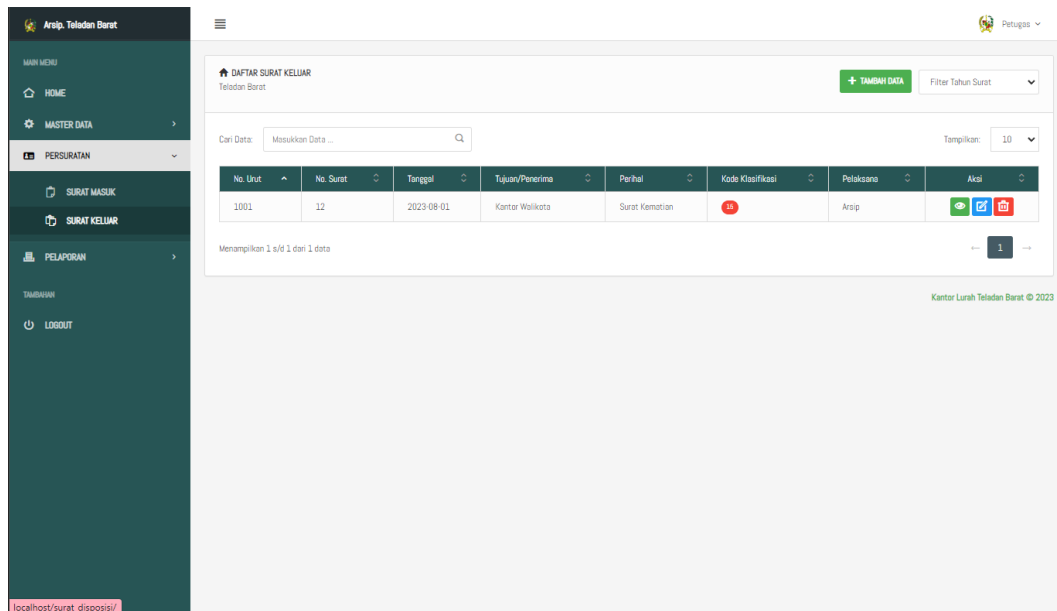 Arsip. Teladan Barat
Petugas
MAIN MENU
HOME
MASTER DATA
PERSURATAN
SURAT MASUK
SURAT KELUAR
PELAPORAN
TAMBAHAN
LOGOUT
DAFTAR SURAT KELUAR
Teladan Barat
+ TAMBAH DATA
Filter Tahun Surat
Cari Data: Masukkan Data ...
Tampilkan: 10
No. Urut No. Surat Tanggal Tujuan/Penerima Perihal Kode Klasifikasi Pelaksana Aksi
1001 12 2023-08-01 Kantor Walikota Surat Kematian 15 Arsip
Menampilkan 1 s/d 1 dari 1 data
← 1 →
Kantor Lurah Teladan Barat © 2023
localhost/surat_disposisi/